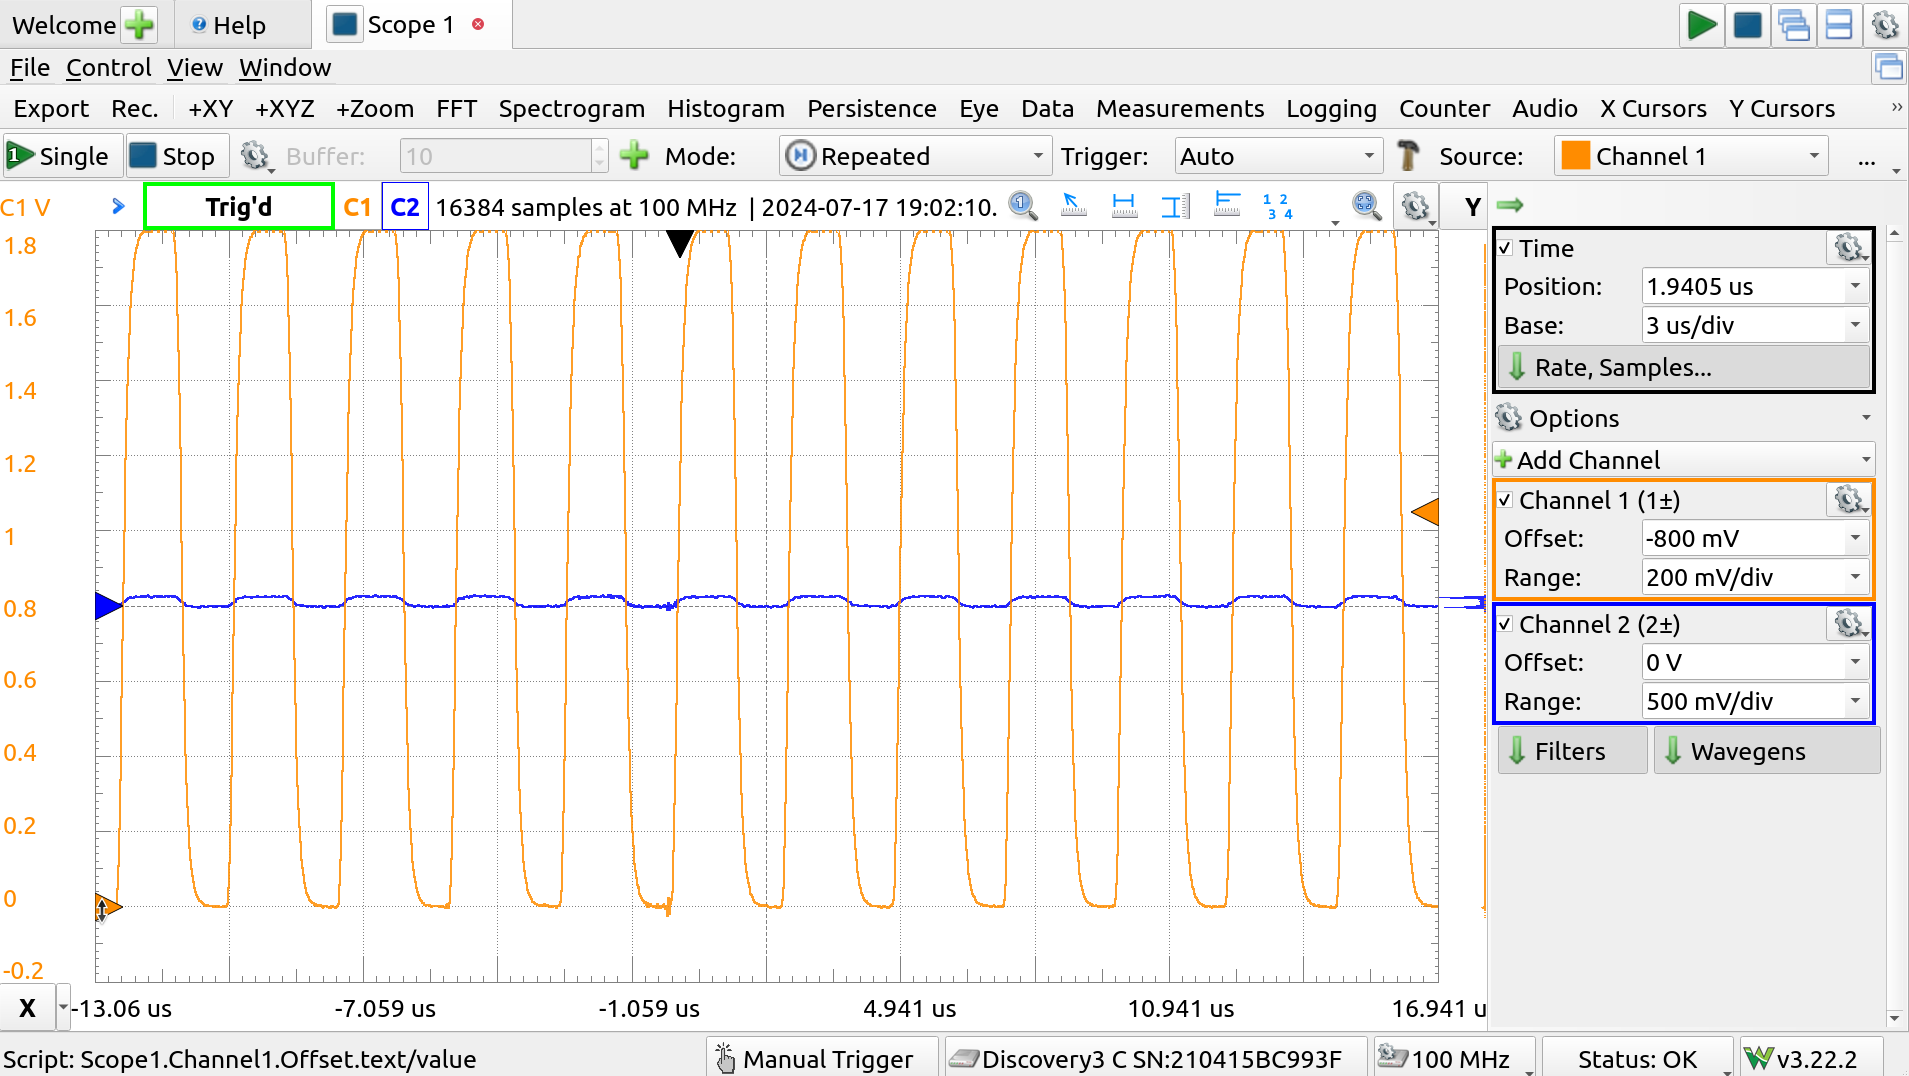 Welcome Help Scope 1
File Control View Window
Export Rec. +XY +XYZ +Zoom FFT Spectrogram Histogram Persistence Eye Data Measurements Logging Counter Audio X Cursors Y Cursors »
1 Single Stop Buffer: 10 Mode: Repeated Trigger: Auto Source: Channel 1 ...
C1 V Trig'd C1 C2 16384 samples at 100 MHz | 2024-07-17 19:02:10. 1 1 2 3 4 Y
1.8
1.6
1.4
1.2
1
0.8
0.6
0.4
0.2
0
-0.2
X -13.06 us -7.059 us -1.059 us 4.941 us 10.941 us 16.941 u
Time
Position: 1.9405 us
Base: 3 us/div
Rate, Samples...
Options
Add Channel
Channel 1 (1±)
Offset: -800 mV
Range: 200 mV/div
Channel 2 (2±)
Offset: 0 V
Range: 500 mV/div
Filters Wavegens
Script: Scope1.Channel1.Offset.text/value Manual Trigger Discovery3 C SN:210415BC993F 100 MHz Status: OK v3.22.2